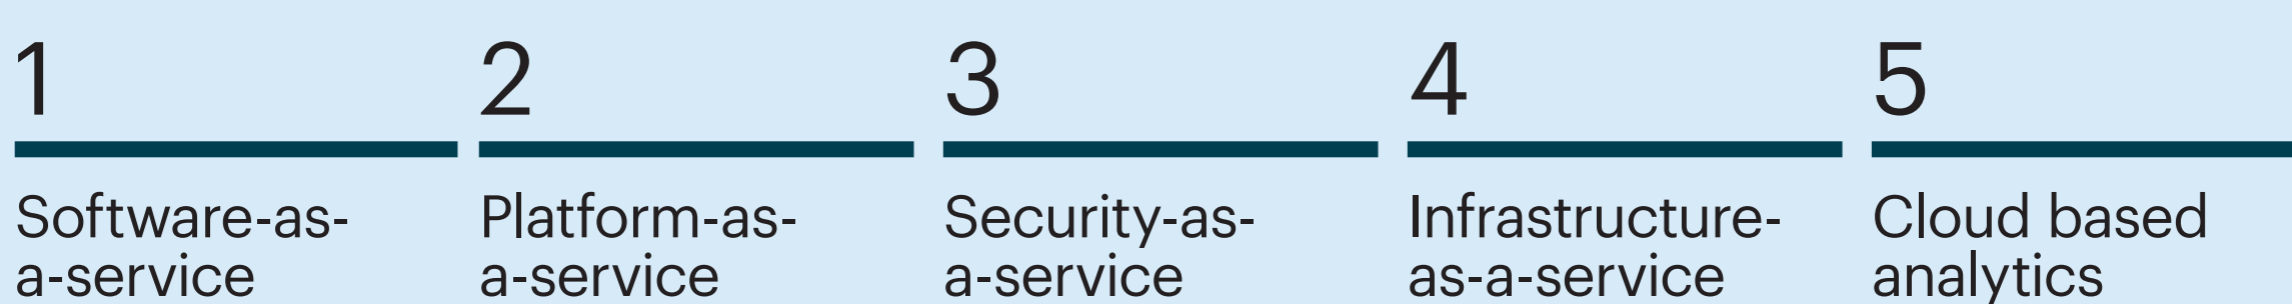 1
Software-as-
a-service
2
Platform-as-
a-service
3
Security-as-
a-service
4
Infrastructure-
as-a-service
5
Cloud based
analytics